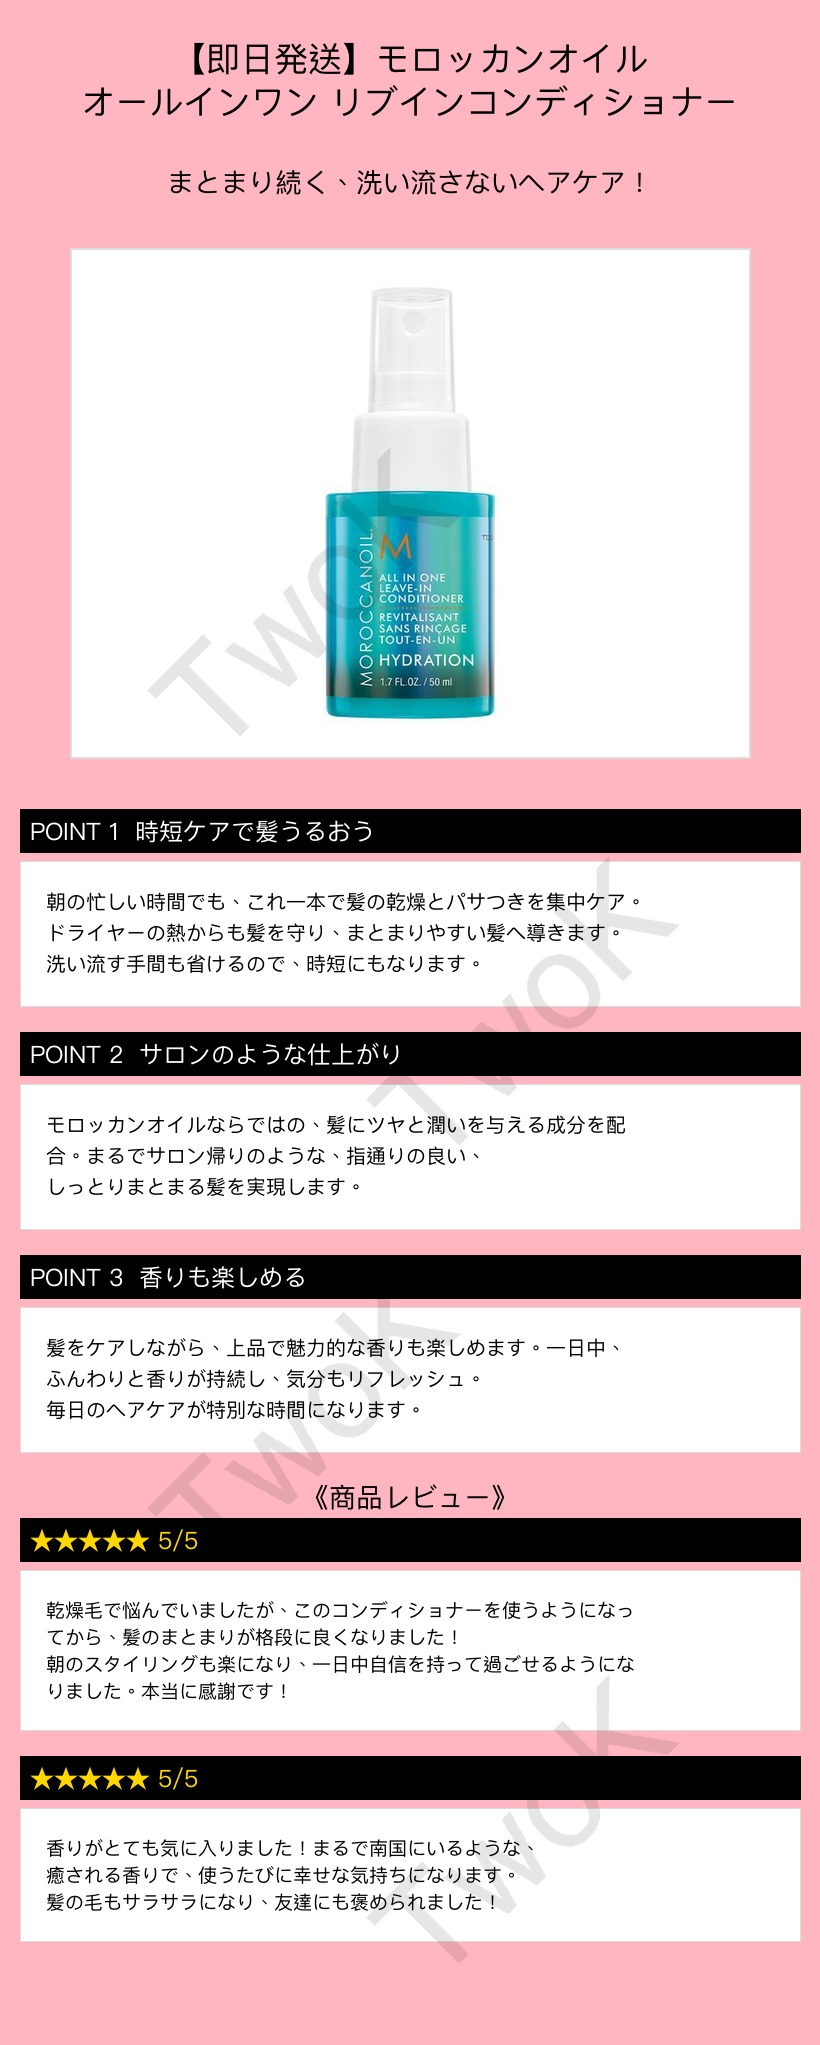 【即日発送】モロッカンオイル
オールインワン リブインコンディショナー
まとまり続く、洗い流さないヘアケア！
MOROCCANOIL
M
ALL IN ONE
LEAVE-IN
CONDITIONER
REVITALISANT
SANS RINÇAGE
TOUT-EN-UN
HYDRATION
1.7 FL.OZ. / 50 ml
TwoK
POINT 1 時短ケアで髪うるおう
朝の忙しい時間でも、これ一本で髪の乾燥とパサつきを集中ケア。
ドライヤーの熱からも髪を守り、まとまりやすい髪へ導きます。
洗い流す手間も省けるので、時短にもなります。
TwoK
POINT 2 サロンのような仕上がり
モロッカンオイルならではの、髪にツヤと潤いを与える成分を配
合。まるでサロン帰りのような、指通りの良い、
しっとりまとまる髪を実現します。
POINT 3 香りも楽しめる
髪をケアしながら、上品で魅力的な香りも楽しめます。一日中、
ふんわりと香りが持続し、気分もリフレッシュ。
毎日のヘアケアが特別な時間になります。
TwoK
《商品レビュー》
★★★★★ 5/5
乾燥毛で悩んでいましたが、このコンディショナーを使うようになっ
てから、髪のまとまりが格段に良くなりました！
朝のスタイリングも楽になり、一日中自信を持って過ごせるようにな
りました。本当に感謝です！
★★★★★ 5/5
香りがとても気に入りました！まるで南国にいるような、
癒される香りで、使うたびに幸せな気持ちになります。
髪の毛もサラサラになり、友達にも褒められました！
TwoK